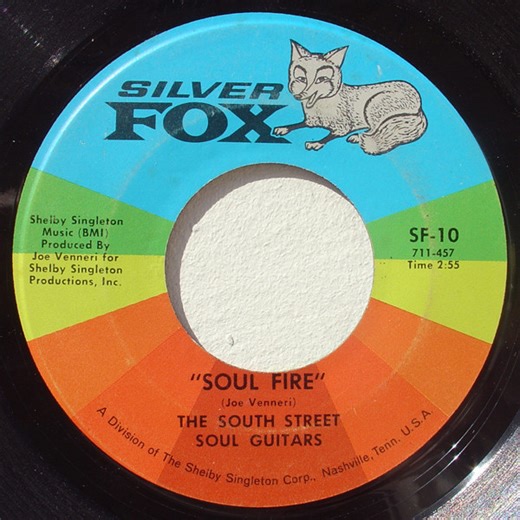 SILVER
FOX
Shelby Singleton
Music (BMI)
Produced By
Joe Venneri for
Shelby Singleton
Productions, Inc.
SF-10
711-457
Time 2:55
"SOUL FIRE"
(Joe Venneri)
THE SOUTH STREET
SOUL GUITARS
A Division of The Shelby Singleton Corp., Nashville, Tenn. U.S.A.